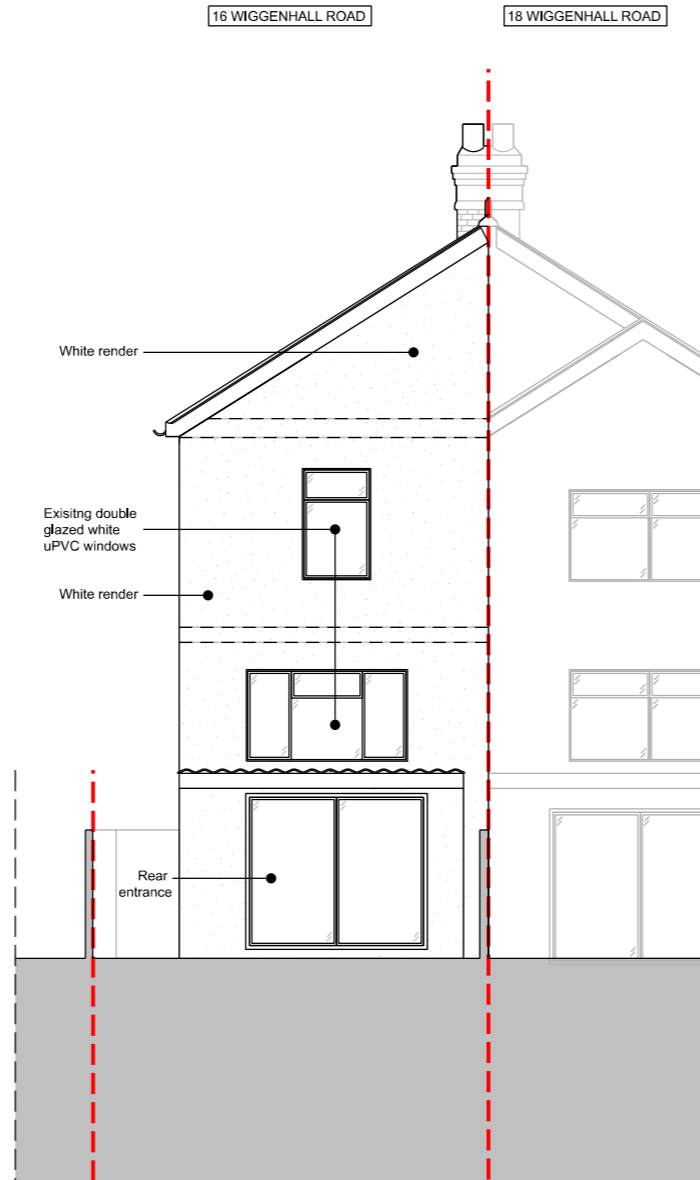 16 WIGGENHALL ROAD
18 WIGGENHALL ROAD
White render
Exisitng double
glazed white
uPVC windows
White render
Rear
entrance